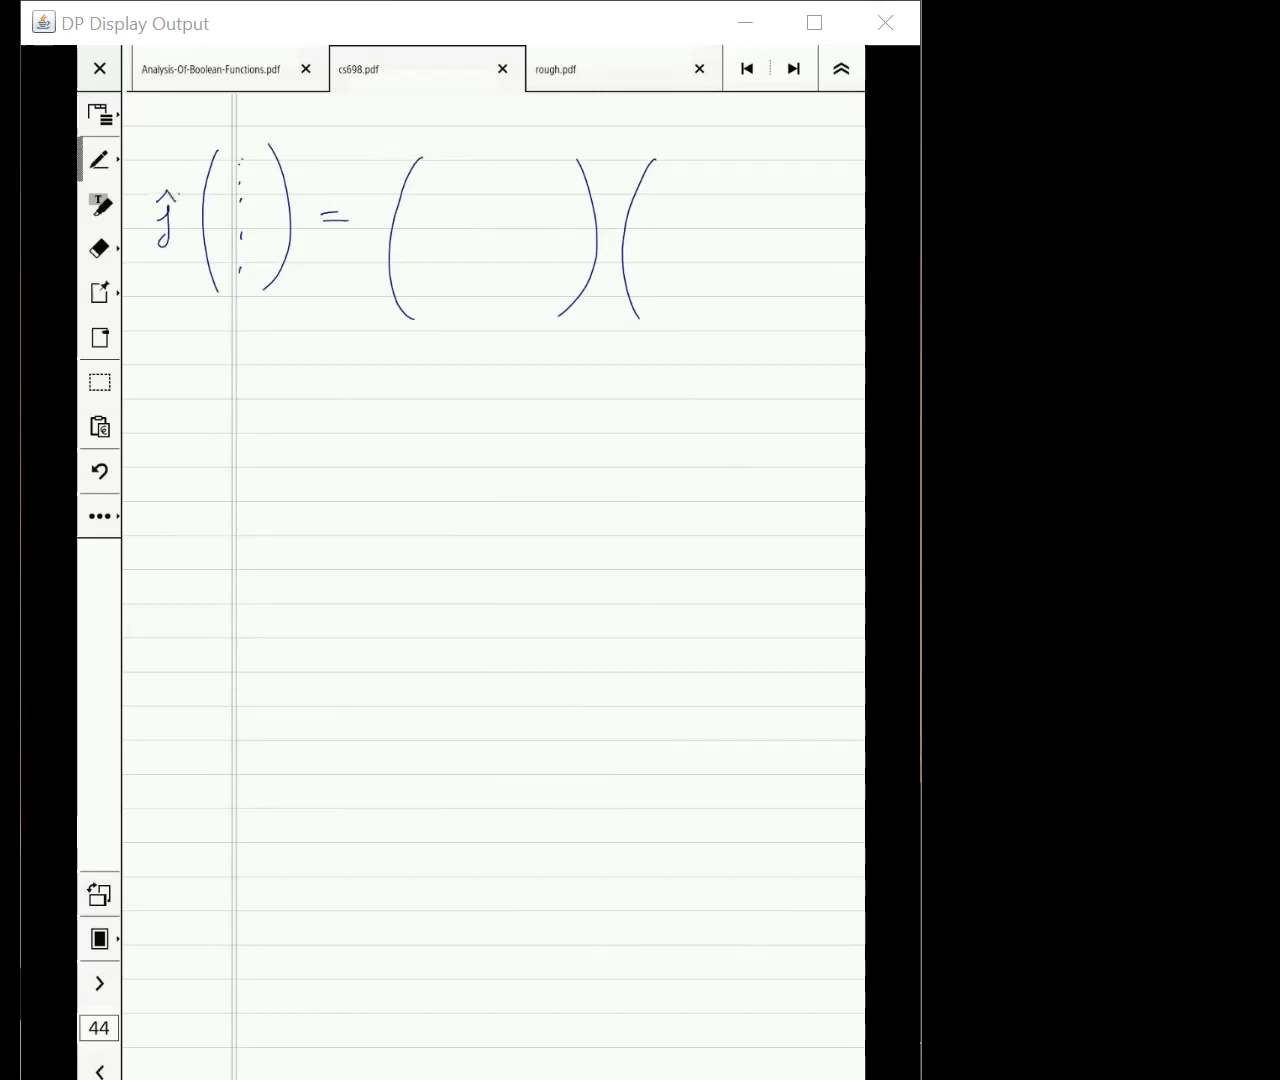 DP Display Output
Analysis-Of-Boolean-Functions.pdf
cs698.pdf
rough.pdf
=
44